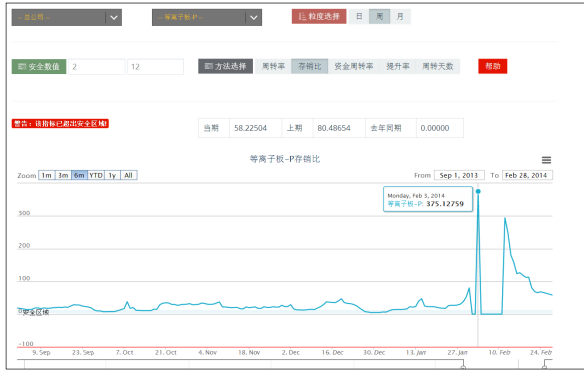 -- 总公司 --
-- 等离子板-P --
粒度选择 日 周 月
安全数值 2 12
方法选择 周转率 存销比 资金周转率 提升率 周转天数 帮助
警告: 该指标已超出安全区域!
当期 58.22504 上期 80.48654 去年同期 0.00000
等离子板-P存销比
Zoom 1m 3m 6m YTD 1y All From Sep 1, 2013 To Feb 28, 2014
Monday, Feb 3, 2014
等离子板-P: 375.12759
300
200
100
安全区域
-100
9. Sep 23. Sep 7. Oct 21. Oct 4. Nov 18. Nov 2. Dec 16. Dec 30. Dec 13. Jan 27. Jan 10. Feb 24. Feb